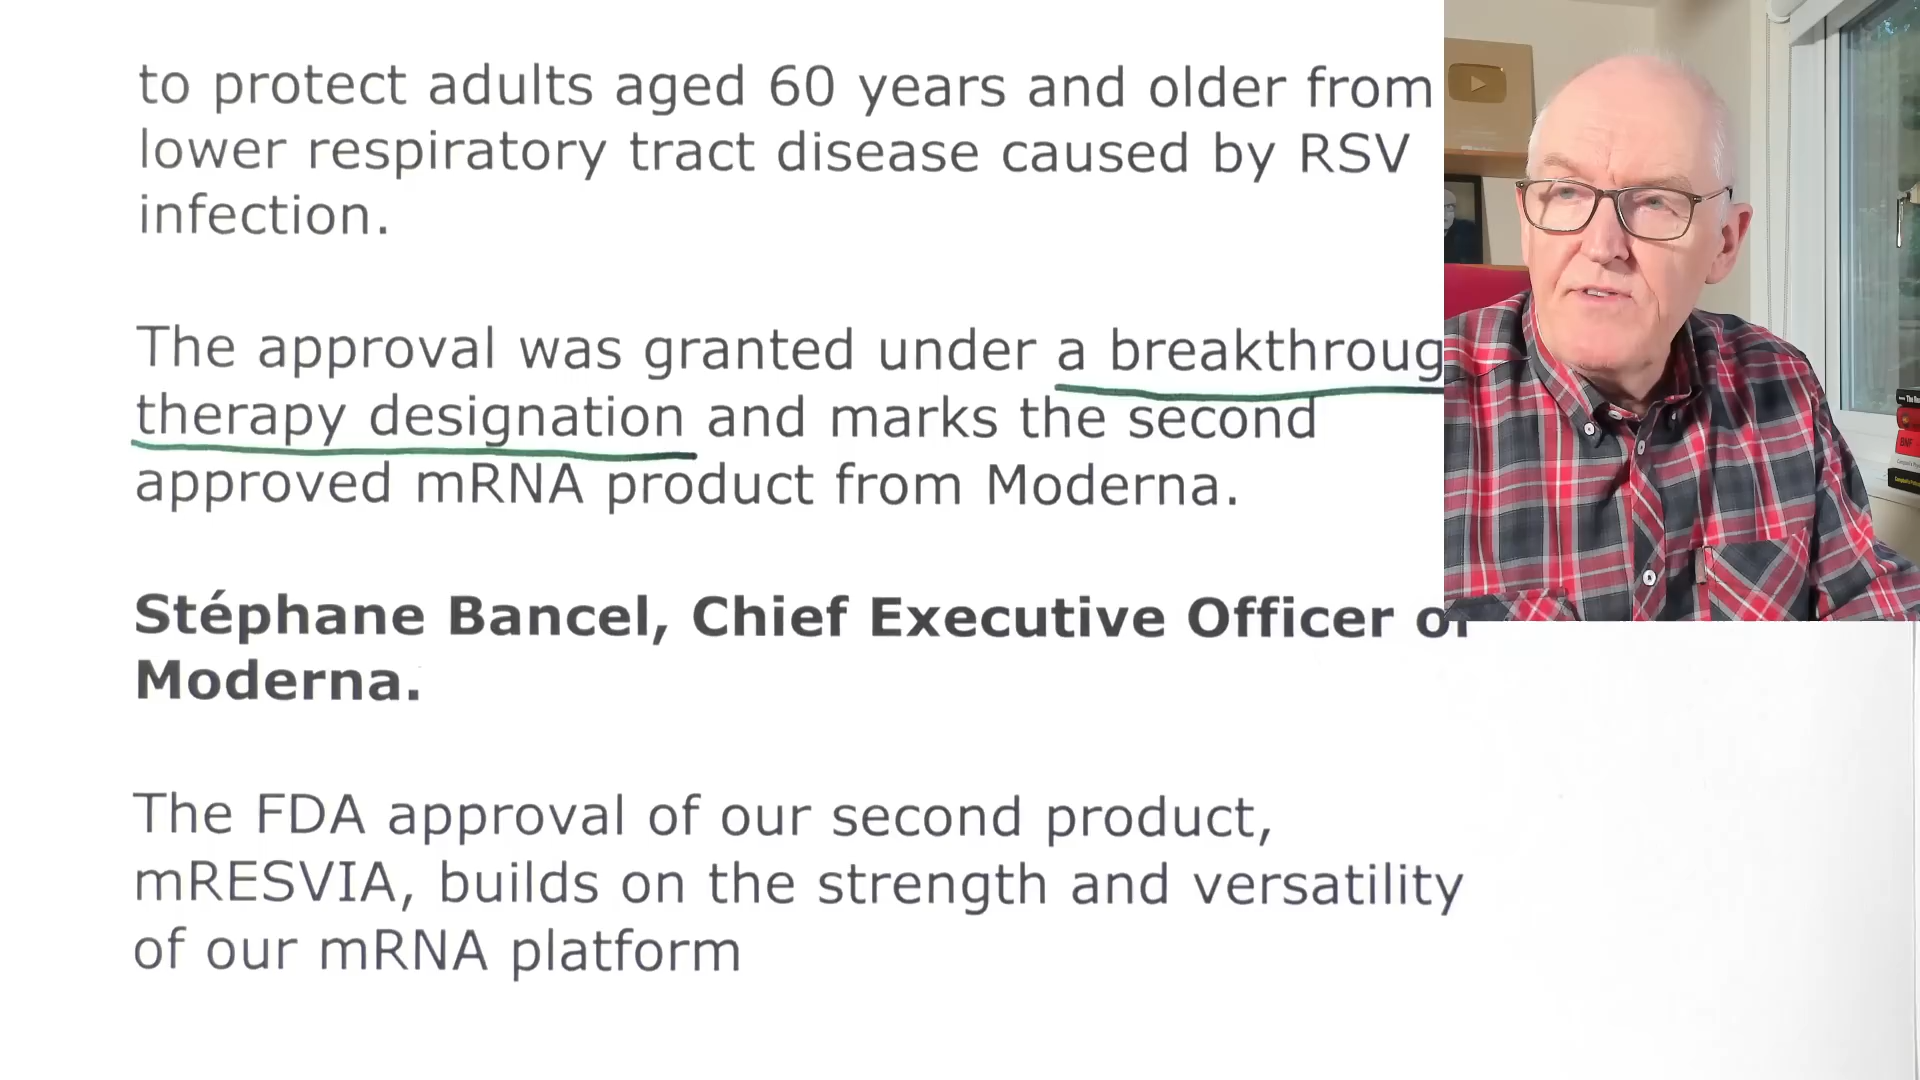 to protect adults aged 60 years and older from
lower respiratory tract disease caused by RSV
infection.
The approval was granted under a breakthroug
therapy designation and marks the second
approved mRNA product from Moderna.
Stéphane Bancel, Chief Executive Officer of
Moderna.
The FDA approval of our second product,
mRESVIA, builds on the strength and versatility
of our mRNA platform
BNF